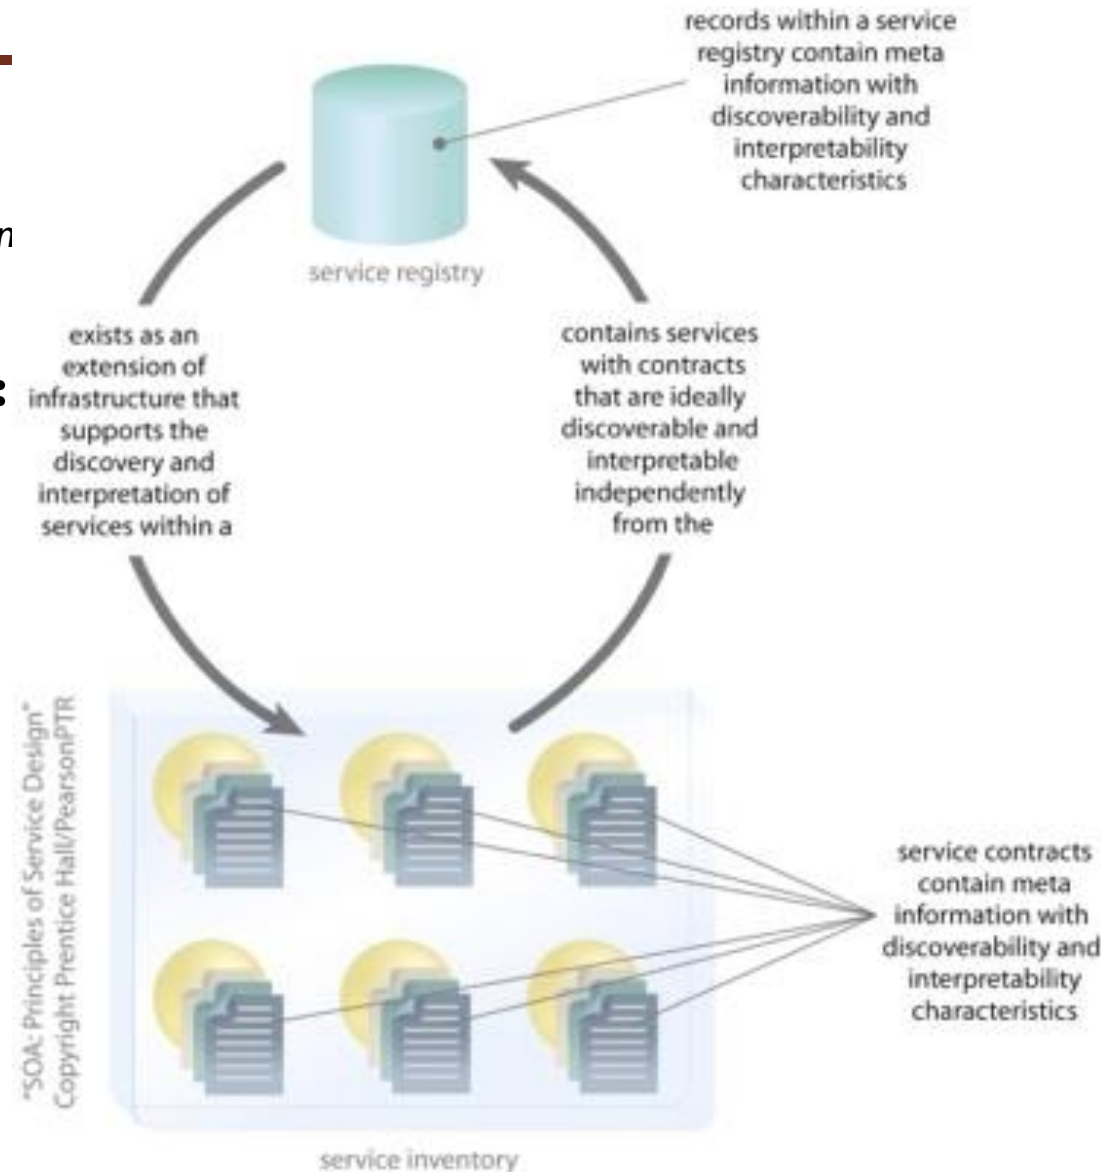 records within a service
registry contain meta
information with
discoverability and
interpretability
characteristics
n
service registry
exists as an
extension of
infrastructure that
supports the
discovery and
interpretation of
services within a
:
contains services
with contracts
that are ideally
discoverable and
interpretable
independently
from the
"SOA: Principles of Service Design"
Copyright Prentice Hall/PearsonPTR
service contracts
contain meta
information with
discoverability and
interpretability
characteristics
service inventory